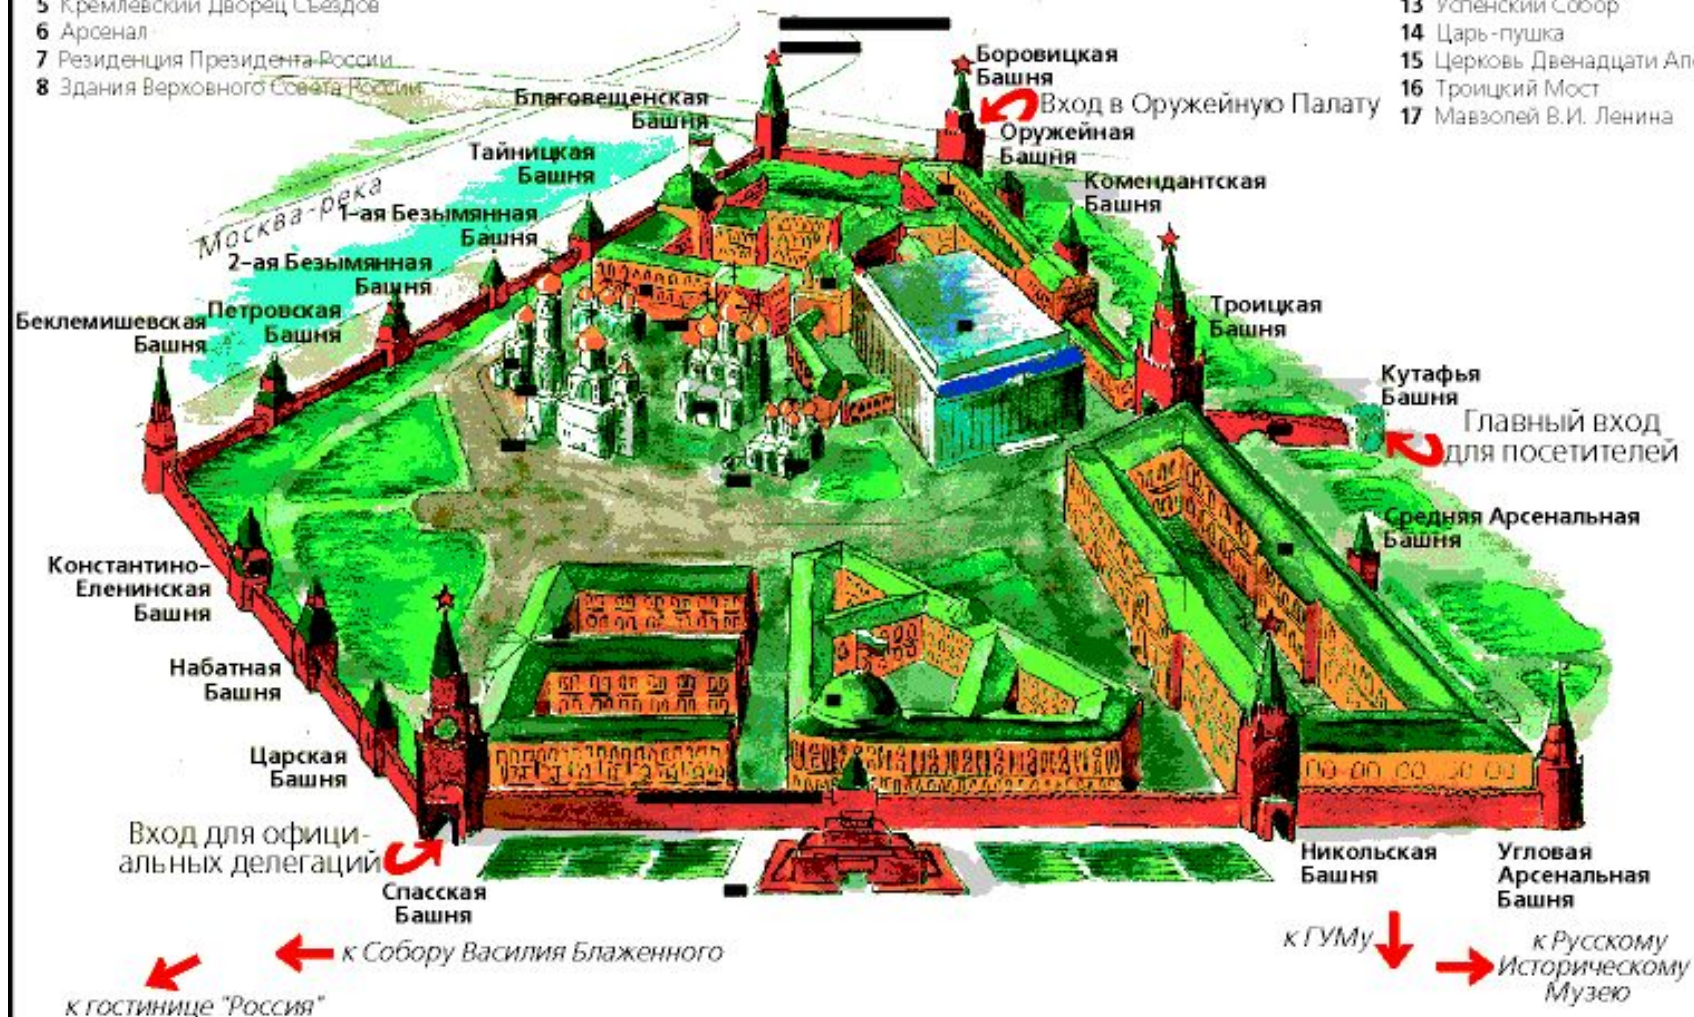 5 Кремлевский Дворец Съездов
6 Арсенал
7 Резиденция Президента России
8 Здания Верховного Совета России
13 Успенский Собор
14 Царь-пушка
15 Церковь Двенадцати
16 Троицкий Мост
17 Мавзолей В.И. Ленина
Боровицкая
Башня
Вход в Оружейную Палату
Благовещенская
Башня
Оружейная
Башня
Тайницкая
Башня
Комендантская
Башня
Москва-река
1-ая Безымянная
Башня
2-ая Безымянная
Башня
Петровская
Башня
Беклемишевская
Башня
Троицкая
Башня
Кутафья
Башня
Главный вход
для посетителей
Средняя Арсенальная
Башня
Константино-
Еленинская
Башня
Набатная
Башня
Царская
Башня
Вход для офици-
альных делегаций
Спасская
Башня
Никольская
Башня
Угловая
Арсенальная
Башня
к Собору Василия Блаженного
к гостинице "Россия"
к ГУМу
к Русскому
Историческому
Музею